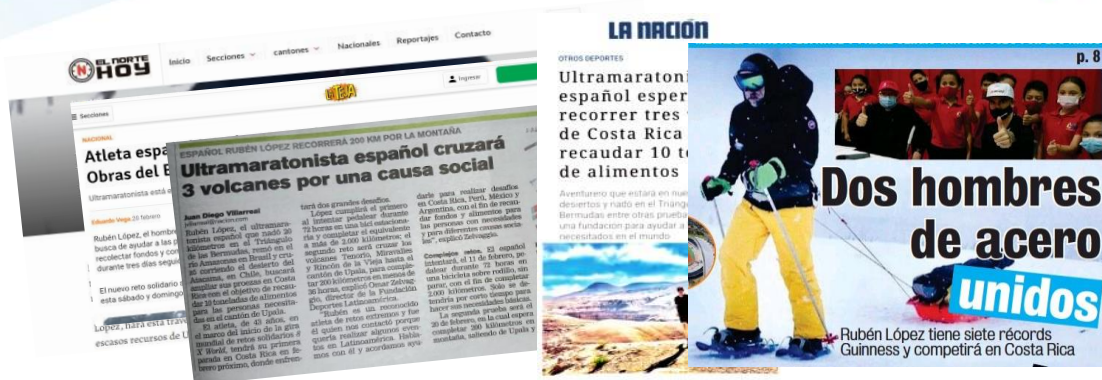 EL NORTE
HOY
Inicio
Secciones
cantones
Nacionales
Reportajes
Contacto
LA TEJA
Ingresar
Secciones
NACIONAL
Atleta espa
Obras del E
Ultramaratonista está e
Eduardo Vega 19 febrero
Rubén López, el hombr
busca de ayudar a las p
recolectar fondos y con
durante tres días segui
El nuevo reto solidario d
esta sábado y domingo
López, hará esta trav
escasos recursos de U
ESPAÑOL RUBÉN LÓPEZ RECORRERÁ 200 KM POR LA MONTAÑA
Ultramaratonista español cruzará
3 volcanes por una causa social
Juan Diego Villarreal
Rubén López, el ultramara-
tonista español que nadó 20
kilómetros en el Triángulo
de las Bermudas, remó en el
río Amazonas en Brasil y cru-
zó corriendo el desierto del
Atacama, en Chile, buscará
ampliar sus proezas en Costa
Rica con el objetivo de recau-
dar 10 toneladas de alimentos
para las personas necesita-
das en el cantón de Upala.
El atleta, de 43 años, en
el marco del inicio de la gira
mundial de retos solidarios 4
X World, tendrá su primera
parada en Costa Rica en fe-
brero próximo, donde enfren-
tará dos grandes desafíos.
López cumplirá el primero
al intentar pedalear durante
72 horas en una bici estaciona-
ria y completar el equivalente
a más de 2.000 kilómetros; el
segundo reto será cruzar los
volcanes Tenorio, Miravalles
y Rincón de la Vieja hasta el
cantón de Upala, para comple-
tar 200 kilómetros en menos de
36 horas, explicó Omar Zelvag-
gio, director de la Fundación
Deportes Latinoamérica.
"Rubén es un reconocido
atleta de retos extremos y fue
él quien nos contactó porque
quería realizar algunos even-
tos en Latinoamérica. Habla-
mos con él y acordamos ayu-
darle para realizar desafíos
en Costa Rica, Perú, México y
Argentina, con el fin de recau-
dar fondos y alimentos para
las personas con necesidades
y para diferentes causas socia-
les", explicó Zelvaggio.
Complejos retos. El español
intentará, el 11 de febrero, pe-
dalear durante 72 horas en
una bicicleta sobre rodillo, sin
parar, con el fin de completar
2.000 kilómetros. Solo se de-
tendría por corto tiempo para
hacer sus necesidades básicas.
La segunda prueba será el
20 de febrero, en la cual espera
completar 200 kilómetros en
montaña, saliendo de Upala y
LA NACIÓN
OTROS DEPORTES
Ultramaratoni
español esper
recorrer tres
de Costa Rica
recaudar 10 to
de alimentos
Aventurero que estará en nue
desiertos y nadó en el Triáng
Bermudas entre otras prueba
una fundación para ayudar a
necesitados en el mundo
p. 8
Dos hombres
de acero
unidos
Rubén López tiene siete récords
Guinness y competirá en Costa Rica